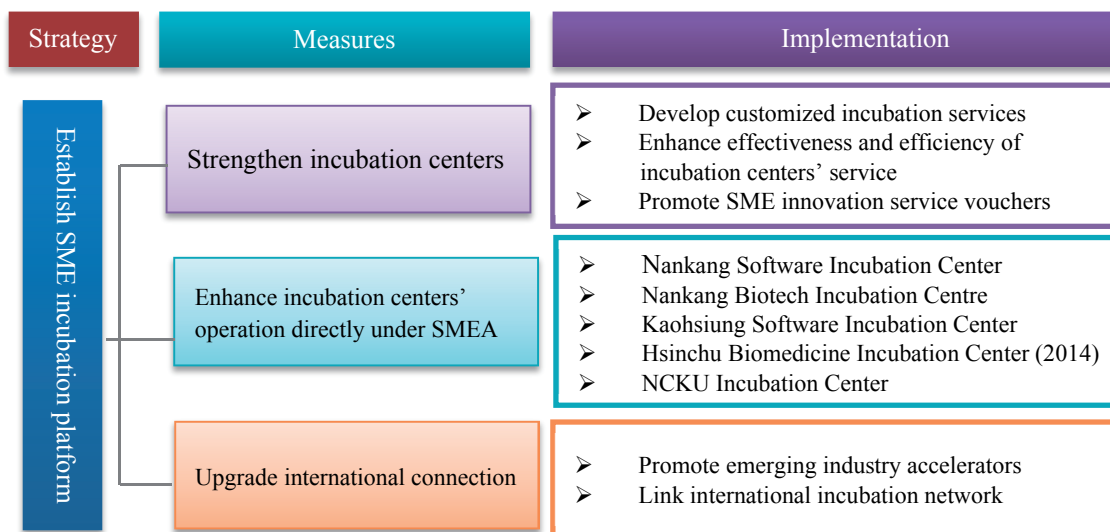 Strategy
Measures
Implementation
Establish SME incubation platform
Strengthen incubation centers
➢ Develop customized incubation services
➢ Enhance effectiveness and efficiency of
incubation centers’ service
➢ Promote SME innovation service vouchers
Enhance incubation centers’
operation directly under SMEA
➢ Nankang Software Incubation Center
➢ Nankang Biotech Incubation Centre
➢ Kaohsiung Software Incubation Center
➢ Hsinchu Biomedicine Incubation Center (2014)
➢ NCKU Incubation Center
Upgrade international connection
➢ Promote emerging industry accelerators
➢ Link international incubation network